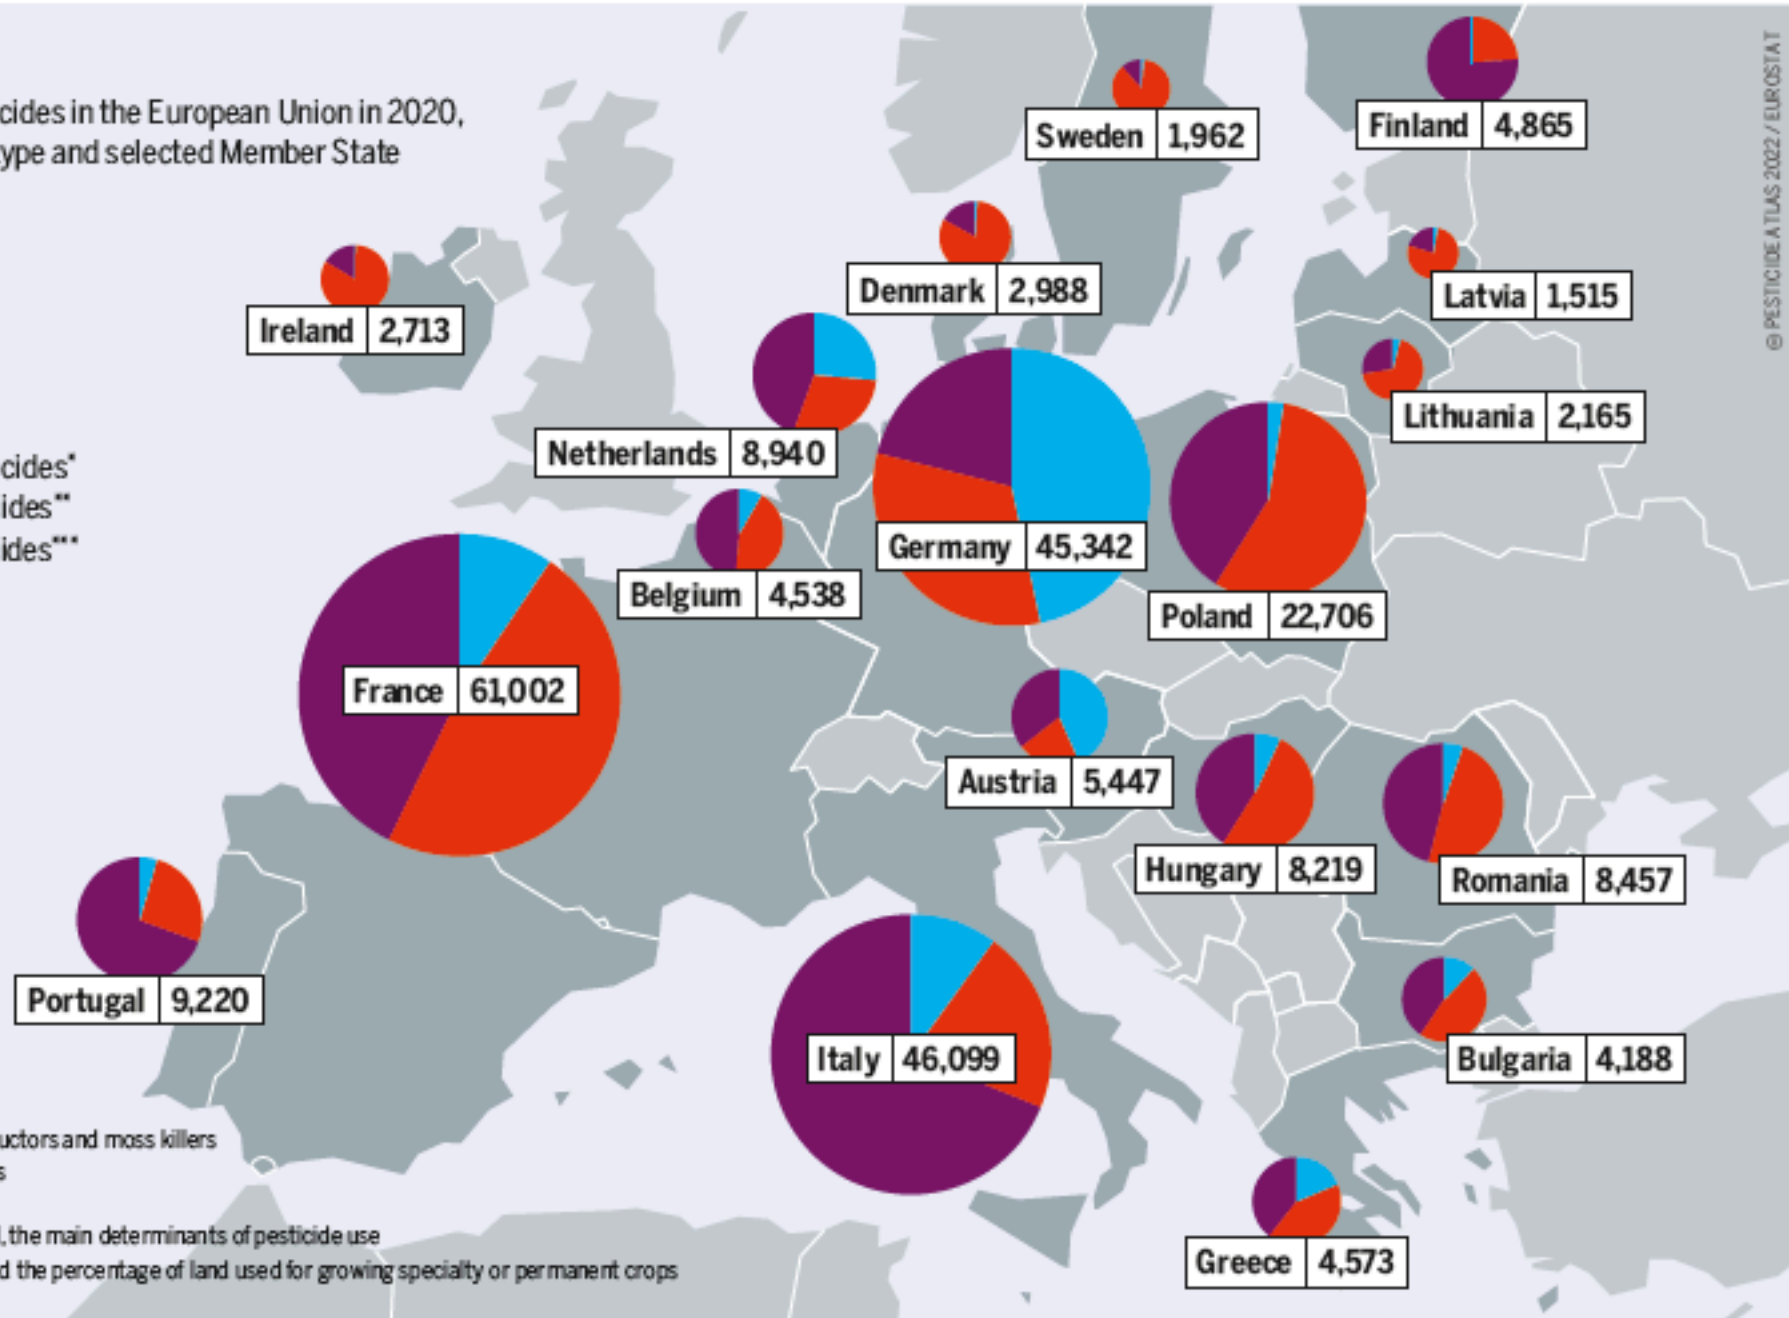 cides in the European Union in 2020,
type and selected Member State
© PESTICIDE ATLAS 2022 / EUROSTAT
Sweden 1,962
Finland 4,865
Denmark 2,988
Latvia 1,515
Ireland 2,713
Lithuania 2,165
Netherlands 8,940
cides*
ides**
ides***
Germany 45,342
Belgium 4,538
Poland 22,706
France 61,002
Austria 5,447
Hungary 8,219
Romania 8,457
Portugal 9,220
Italy 46,099
Bulgaria 4,188
uctors and moss killers
s
Greece 4,573
, the main determinants of pesticide use
d the percentage of land used for growing specialty or permanent crops